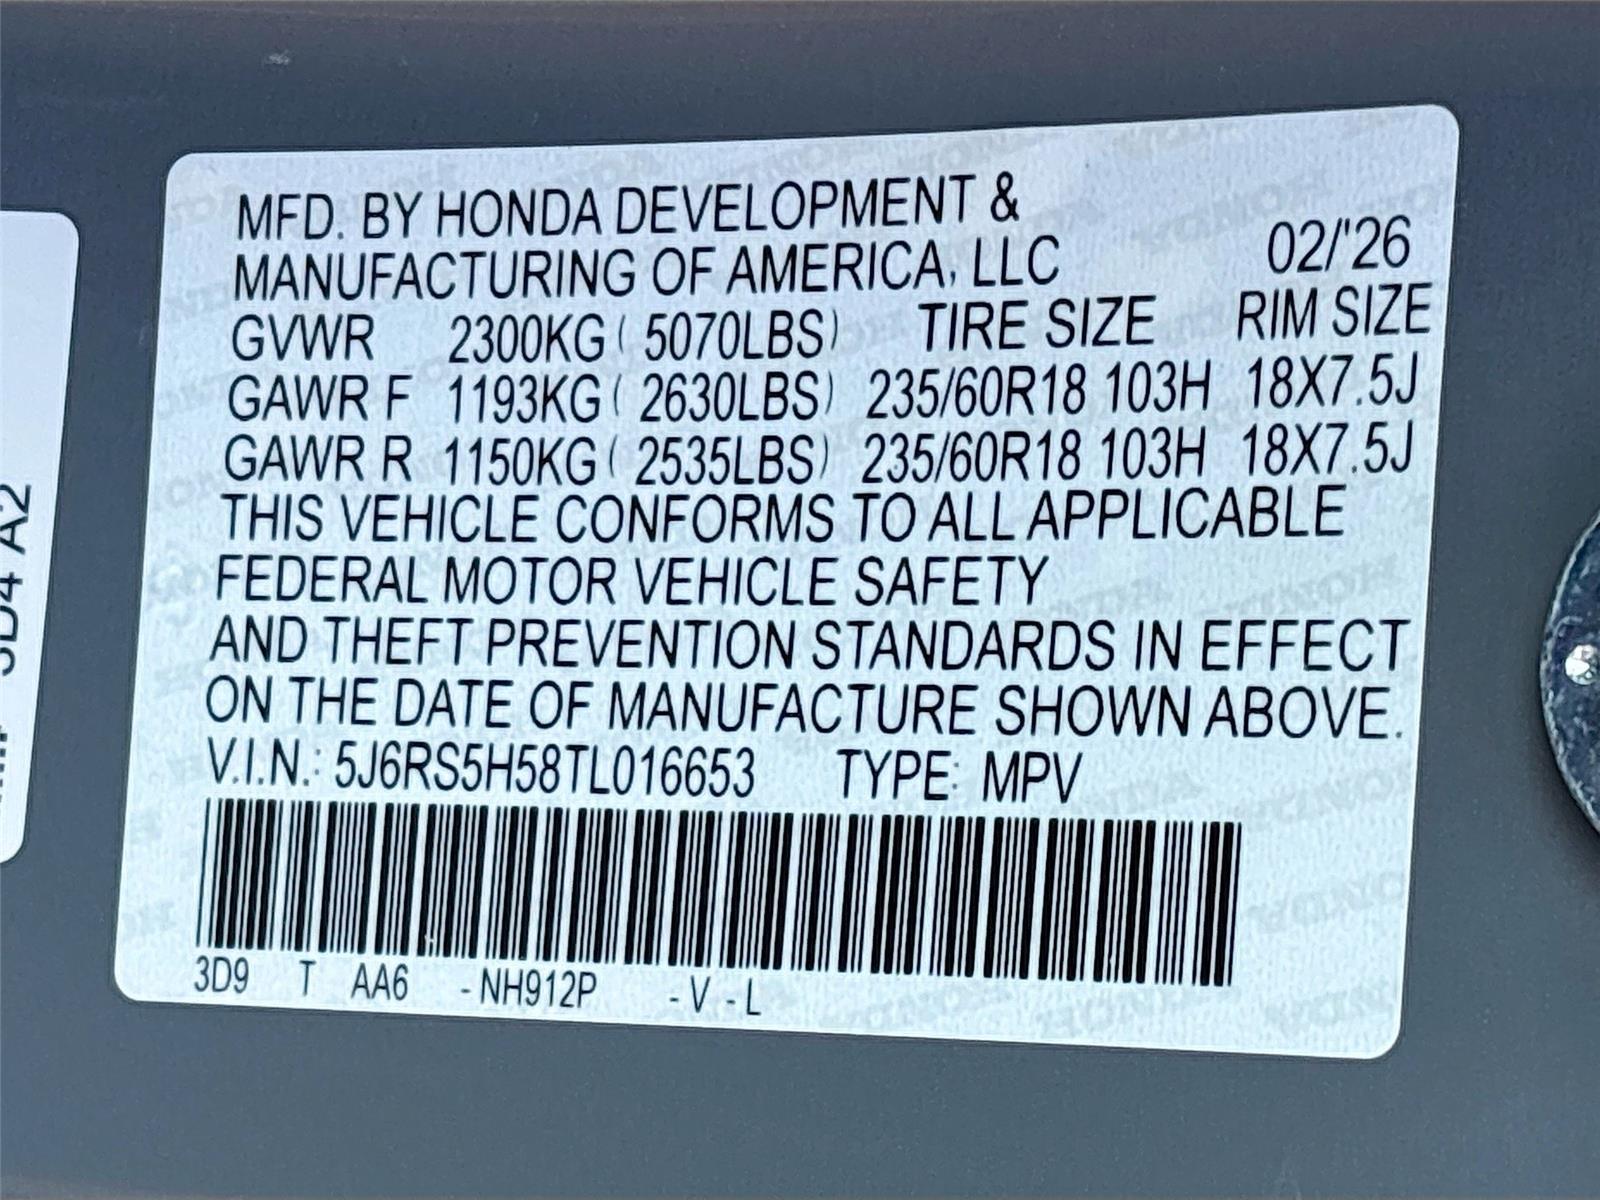 MFD. BY HONDA DEVELOPMENT &
MANUFACTURING OF AMERICA, LLC 02/'26
GVWR 2300KG ( 5070LBS) TIRE SIZE RIM SIZE
GAWR F 1193KG ( 2630LBS) 235/60R18 103H 18X7.5J
GAWR R 1150KG ( 2535LBS) 235/60R18 103H 18X7.5J
THIS VEHICLE CONFORMS TO ALL APPLICABLE
FEDERAL MOTOR VEHICLE SAFETY
AND THEFT PREVENTION STANDARDS IN EFFECT
ON THE DATE OF MANUFACTURE SHOWN ABOVE.
V.I.N.: 5J6RS5H58TL016653 TYPE: MPV
3D9 T AA6 - NH912P - V - L
3D4 A2